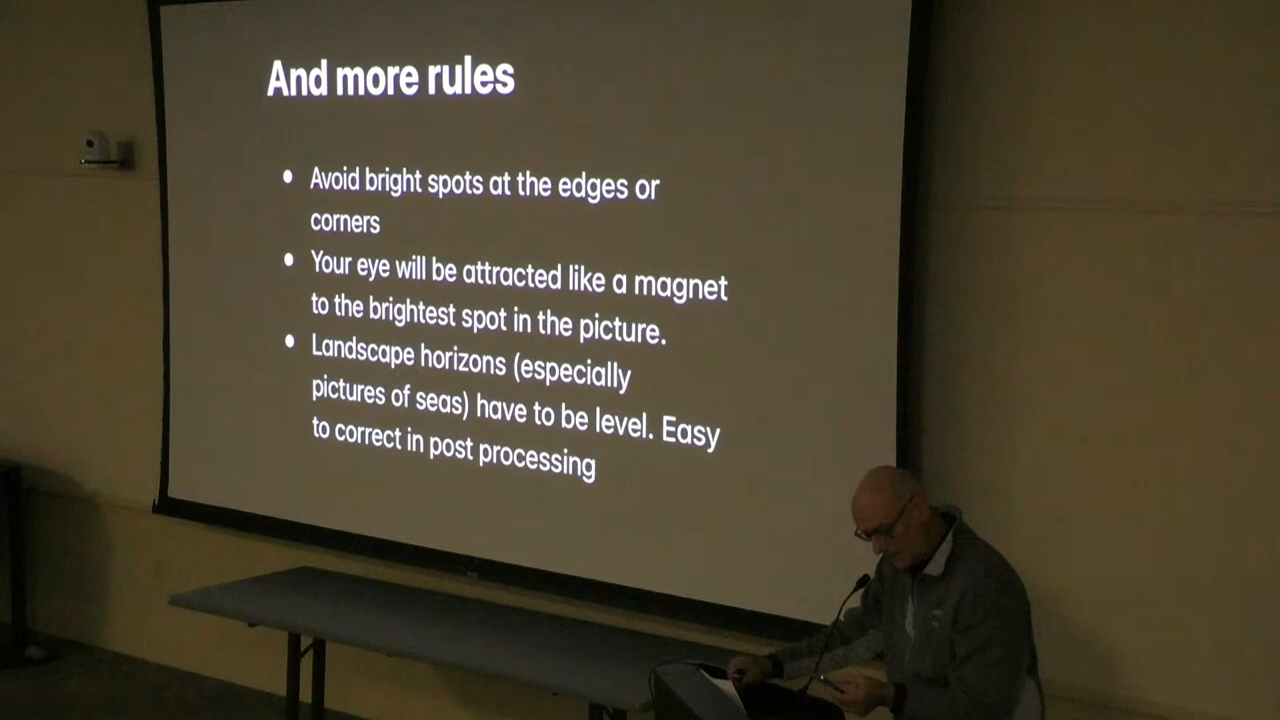 And more rules
• Avoid bright spots at the edges or
corners
• Your eye will be attracted like a magnet
to the brightest spot in the picture.
• Landscape horizons (especially
pictures of seas) have to be level. Easy
to correct in post processing